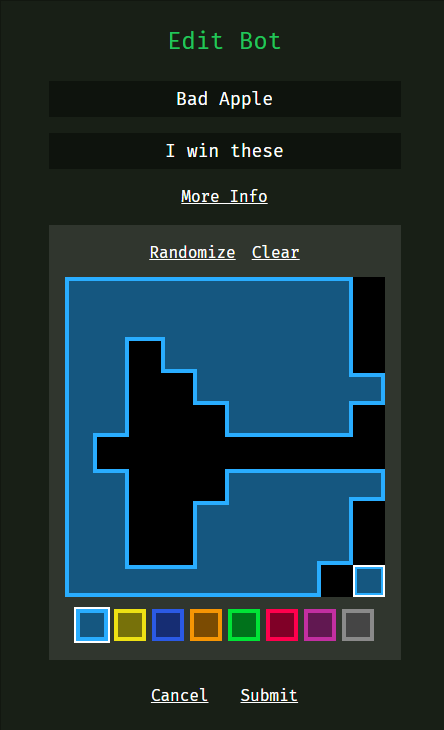 Edit Bot
Bad Apple
I win these
More Info
Randomize Clear
Cancel Submit